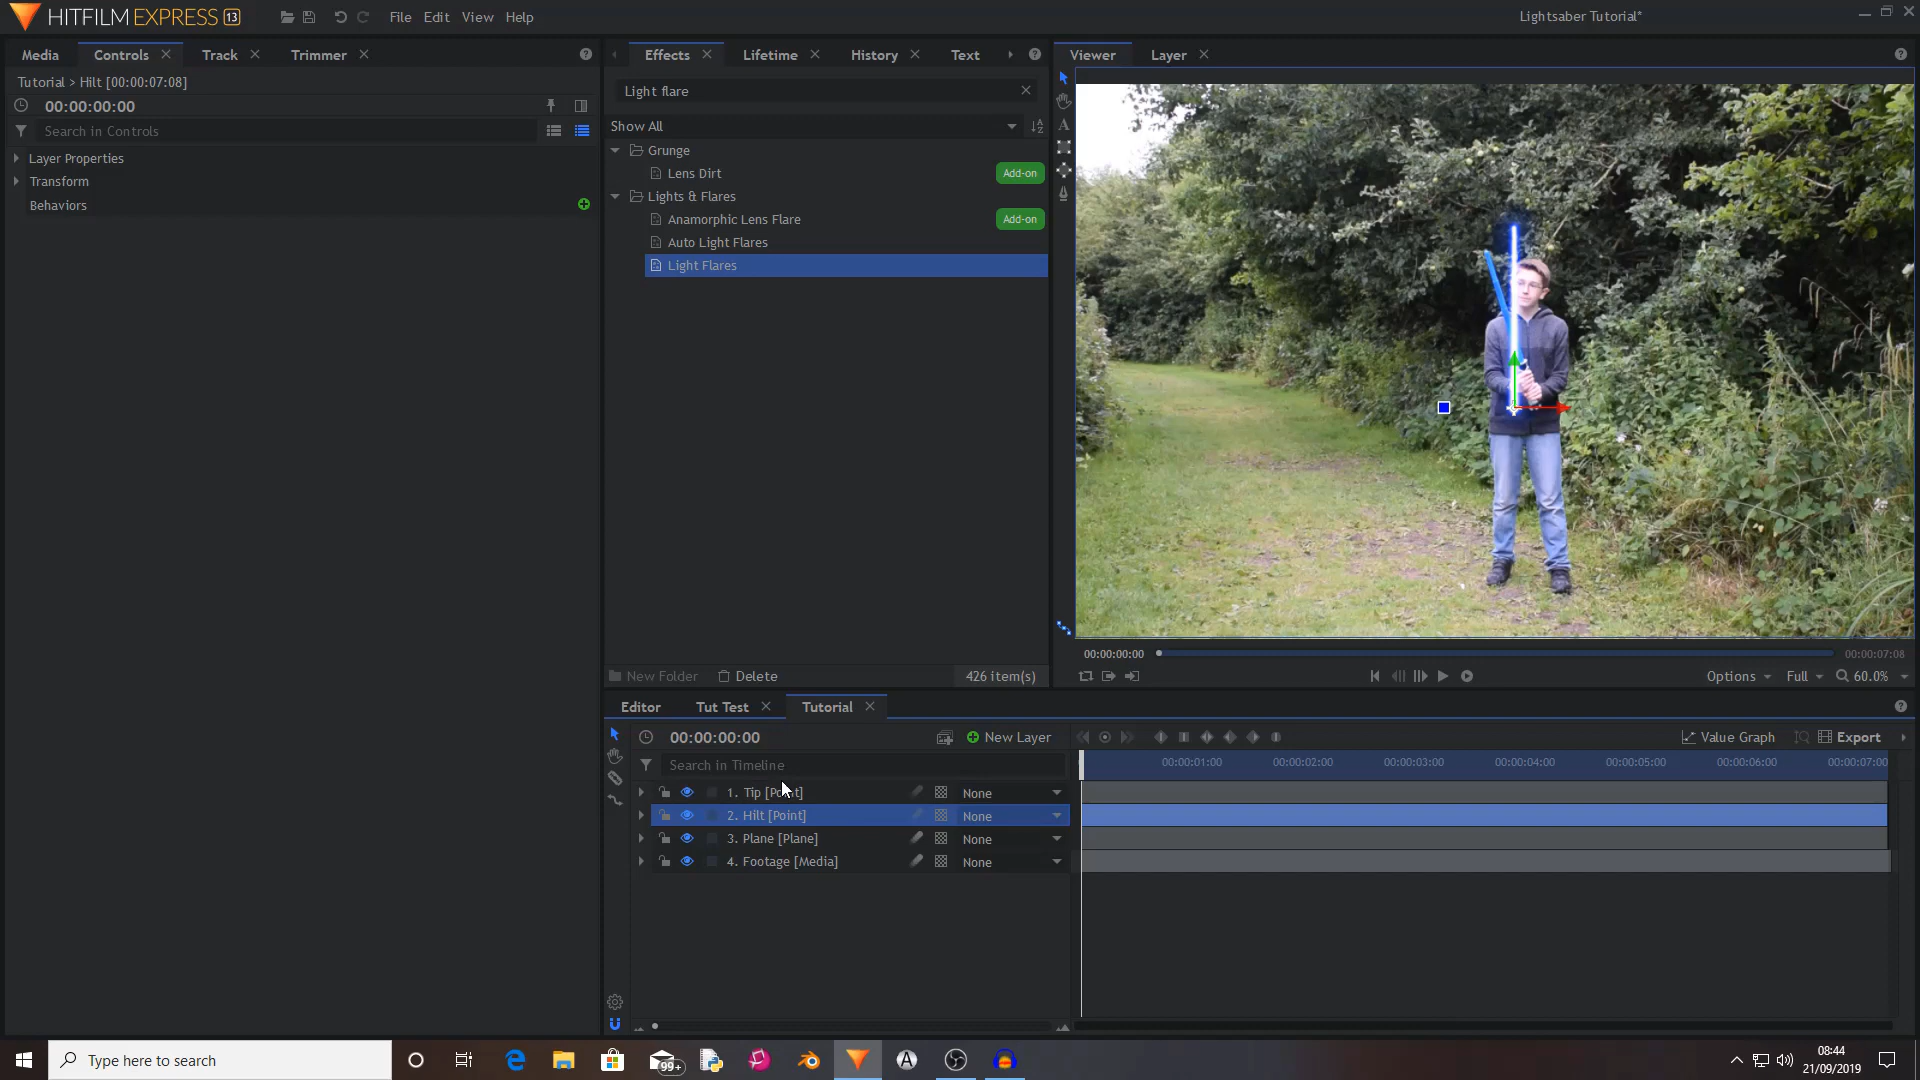 HITFILM EXPRESS 13
File Edit View Help
Lightsaber Tutorial*
Media Controls Track Trimmer
Tutorial > Hilt [00:00:07:08]
00:00:00:00
Search in Controls
Layer Properties
Transform
Behaviors
Effects Lifetime History Text
Light flare
Show All
Grunge
Lens Dirt Add-on
Lights & Flares
Anamorphic Lens Flare Add-on
Auto Light Flares
Light Flares
New Folder Delete 426 item(s)
Viewer Layer
00:00:00:00 00:00:07:08
Options Full 60.0%
Editor Tut Test Tutorial
00:00:00:00 New Layer Value Graph Export
Search in Timeline
00:00:01:00 00:00:02:00 00:00:03:00 00:00:04:00 00:00:05:00 00:00:06:00 00:00:07:00
1. Tip [Point] None
2. Hilt [Point] None
3. Plane [Plane] None
4. Footage [Media] None
Type here to search
99+
08:44
21/09/2019